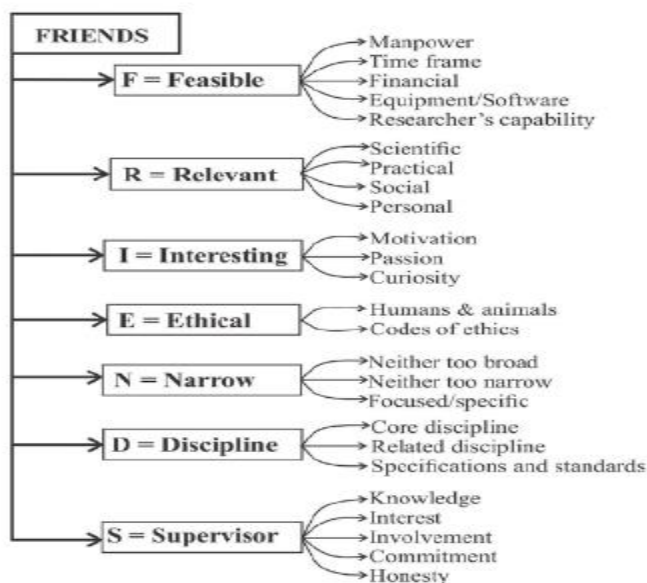 FRIENDS
F = Feasible
Manpower
Time frame
Financial
Equipment/Software
Researcher's capability
R = Relevant
Scientific
Practical
Social
Personal
I = Interesting
Motivation
Passion
Curiosity
E = Ethical
Humans & animals
Codes of ethics
N = Narrow
Neither too broad
Neither too narrow
Focused/specific
D = Discipline
Core discipline
Related discipline
Specifications and standards
S = Supervisor
Knowledge
Interest
Involvement
Commitment
Honesty